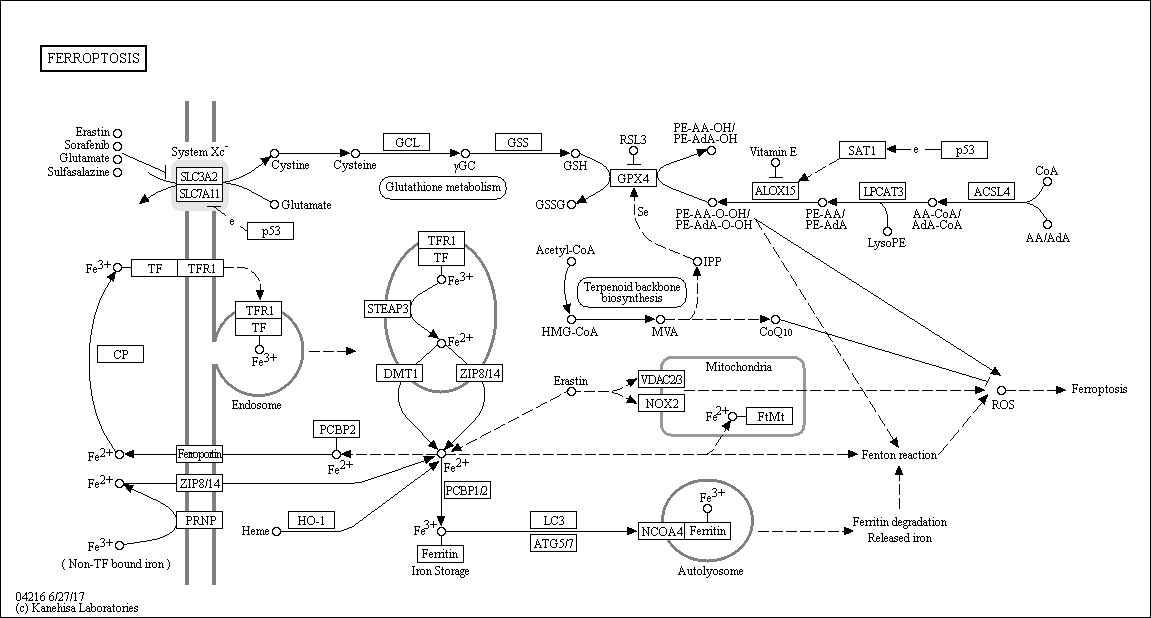 FERROPTOSIS
Erastin
Sorafenib
Glutamate
Sulfasalazine
System Xc-
SLC3A2
SLC7A11
e
p53
Cystine
Glutamate
Cysteine
GCL
γGC
GSS
GSH
Glutathione metabolism
GSSG
RSL3
GPX4
Se
PE-AA-OH/
PE-AdA-OH
PE-AA-O-OH/
PE-AdA-O-OH
Vitamin E
ALOX15
SAT1
e
p53
PE-AA/
PE-AdA
LPCAT3
LysoPE
AA-CoA/
AdA-CoA
ACSL4
CoA
AA/AdA
Fe3+
TF
TFR1
TFR1
TF
Fe3+
Endosome
CP
TFR1
TF
Fe3+
STEAP3
Fe2+
DMT1
ZIP8/14
Acetyl-CoA
Terpenoid backbone
biosynthesis
HMG-CoA
MVA
IPP
CoQ10
Erastin
Mitochondria
VDAC2/3
NOX2
Fe2+
FtMt
ROS
Ferroptosis
PCBP2
Fe2+
Ferroportin
Fe2+
Fe2+
Fenton reaction
Fe2+
ZIP8/14
PRNP
Fe3+
( Non-TF bound iron )
Heme
HO-1
PCBP1/2
Fe3+
Ferritin
Iron Storage
LC3
ATG5/7
Fe3+
NCOA4
Ferritin
Autolyosome
Ferritin degradation
Released iron
04216 6/27/17
(c) Kanehisa Laboratories